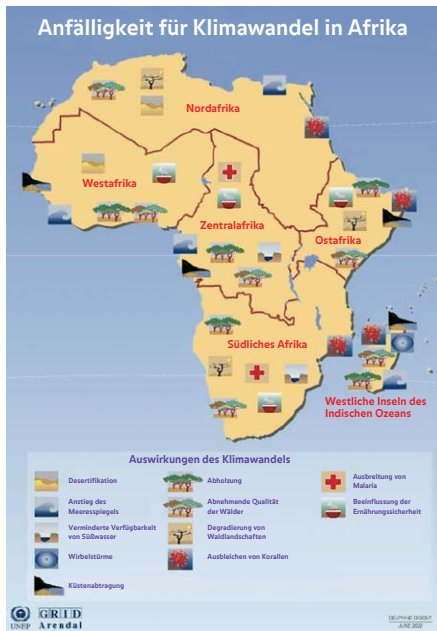 Anfälligkeit für Klimawandel in Afrika
Nordafrika
Westafrika
Zentralafrika
Ostafrika
Südliches Afrika
Westliche Inseln des
Indischen Ozeans
Auswirkungen des Klimawandels
Desertifikation
Anstieg des
Meeresspiegels
Verminderte Verfügbarkeit
von Süßwasser
Wirbelstürme
Küstenabtragung
Abholzung
Abnehmende Qualität
der Wälder
Degradierung von
Waldlandschaften
Ausbleichen von Korallen
Ausbreitung von
Malaria
Beeinflussung der
Ernährungssicherheit
UNEP
GRID
Arendal
DELPHINE DIGOUT
JUNE 2002